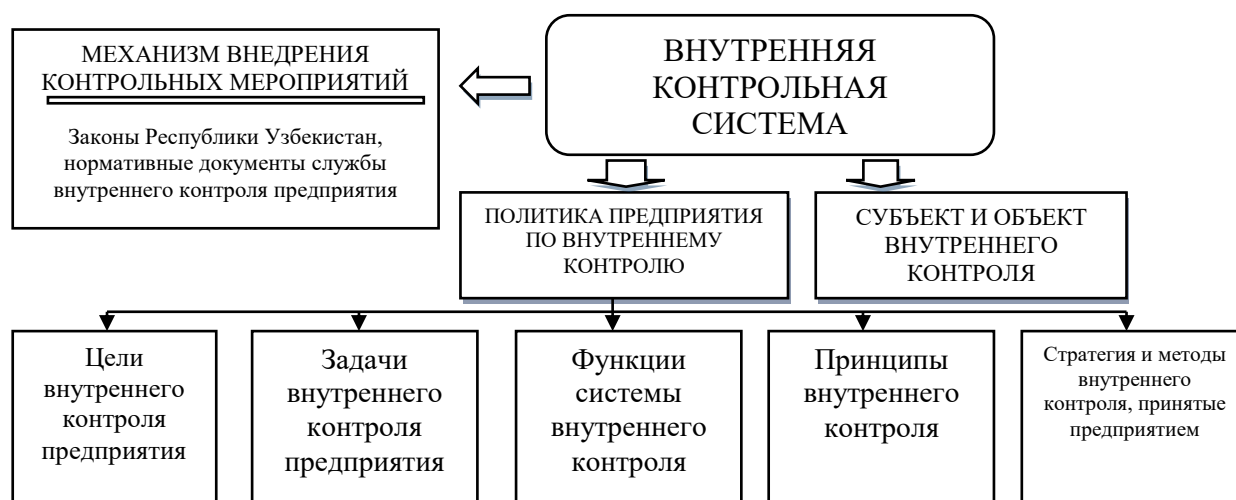 МЕХАНИЗМ ВНЕДРЕНИЯ
КОНТРОЛЬНЫХ МЕРОПРИЯТИЙ
Законы Республики Узбекистан,
нормативные документы службы
внутреннего контроля предприятия
ВНУТРЕННЯЯ
КОНТРОЛЬНАЯ
СИСТЕМА
ПОЛИТИКА ПРЕДПРИЯТИЯ
ПО ВНУТРЕННЕМУ
КОНТРОЛЮ
СУБЪЕКТ И ОБЪЕКТ
ВНУТРЕННЕГО
КОНТРОЛЯ
Цели
внутреннего
контроля
предприятия
Задачи
внутреннего
контроля
предприятия
Функции
системы
внутреннего
контроля
Принципы
внутреннего
контроля
Стратегия и методы
внутреннего
контроля, принятые
предприятием